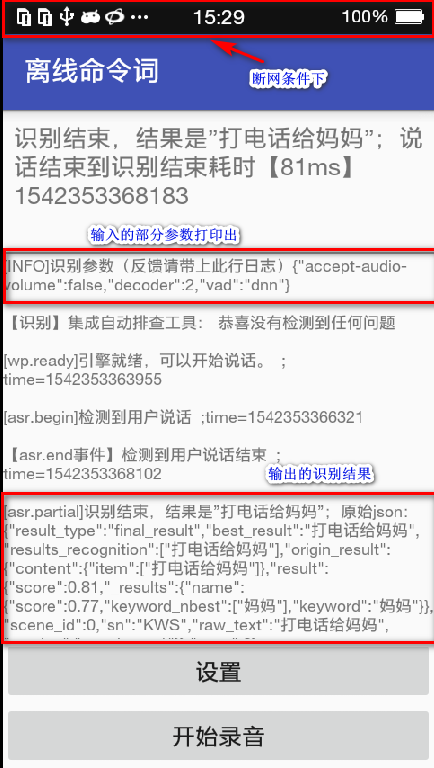 15:29 100%
离线命令词
断网条件下
识别结束，结果是”打电话给妈妈”；说
话结束到识别结束耗时【81ms】
1542353368183
输入的部分参数打印出
[INFO]识别参数（反馈请带上此行日志）{"accept-audio-
volume":false,"decoder":2,"vad":"dnn"}
【识别】集成自动排查工具： 恭喜没有检测到任何问题
[wp.ready]引擎就绪，可以开始说话。 ；
time=1542353363955
[asr.begin]检测到用户说话 ;time=1542353366321
【asr.end事件】检测到用户说话结束 ；
time=1542353368102
输出的识别结果
[asr.partial]识别结束，结果是”打电话给妈妈”；原始json:
{"result_type":"final_result","best_result":"打电话给妈妈",
"results_recognition":["打电话给妈妈"],"origin_result":
{"content":{"item":["打电话给妈妈"]},"result":
{"score":0.81," results":{"name":
{"score":0.77,"keyword_nbest":["妈妈"],"keyword":"妈妈"}},
"scene_id":0,"sn":"KWS","raw_text":"打电话给妈妈",
设置
开始录音